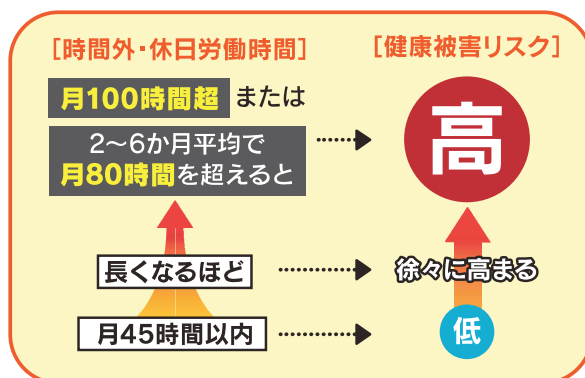 [時間外・休日労働時間]
[健康被害リスク]
月100時間超 または
2〜6か月平均で
月80時間を超えると
高
長くなるほど
徐々に高まる
月45時間以内
低